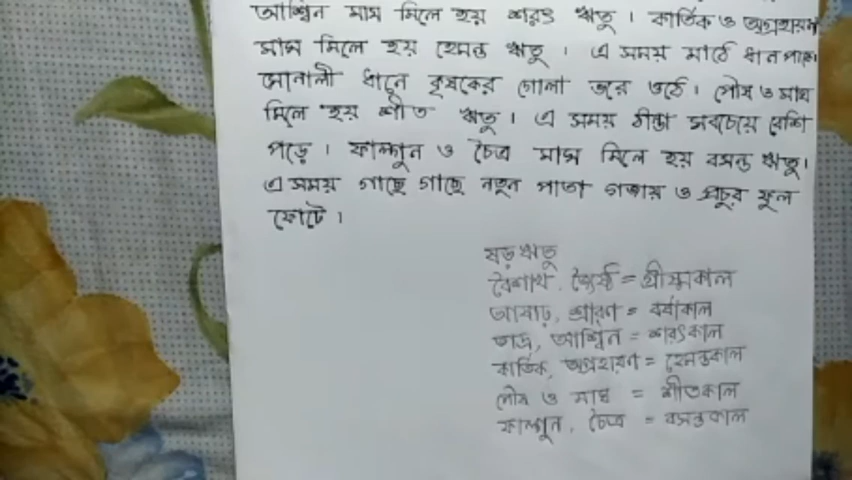 আশ্বিন মাস মিলে হয় শরৎ ঋতু । কার্তিক ও অগ্রহায়ন
মাস মিলে হয় হেমন্ত ঋতু । এ সময় মাঠে ধান পাকে।
সোনালী ধানে কৃষকের গোলা ভরে ওঠে । পৌষ ও মাঘ
মিলে হয় শীত ঋতু । এ সময় ঠান্ডা সবচেয়ে বেশি
পড়ে । ফাল্গুন ও চৈত্র মাস মিলে হয় বসন্ত ঋতু ।
এ সময় গাছে গাছে নতুন পাতা গজায় ও প্রচুর ফুল
ফোটে ।
ষড়ঋতু
বৈশাখ, জ্যৈষ্ঠ = গ্রীষ্মকাল
আষাঢ়, শ্রাবণ = বর্ষাকাল
ভাদ্র, আশ্বিন = শরৎকাল
কার্তিক, অগ্রহায়ণ = হেমন্তকাল
পৌষ ও মাঘ = শীতকাল
ফাল্গুন, চৈত্র = বসন্তকাল